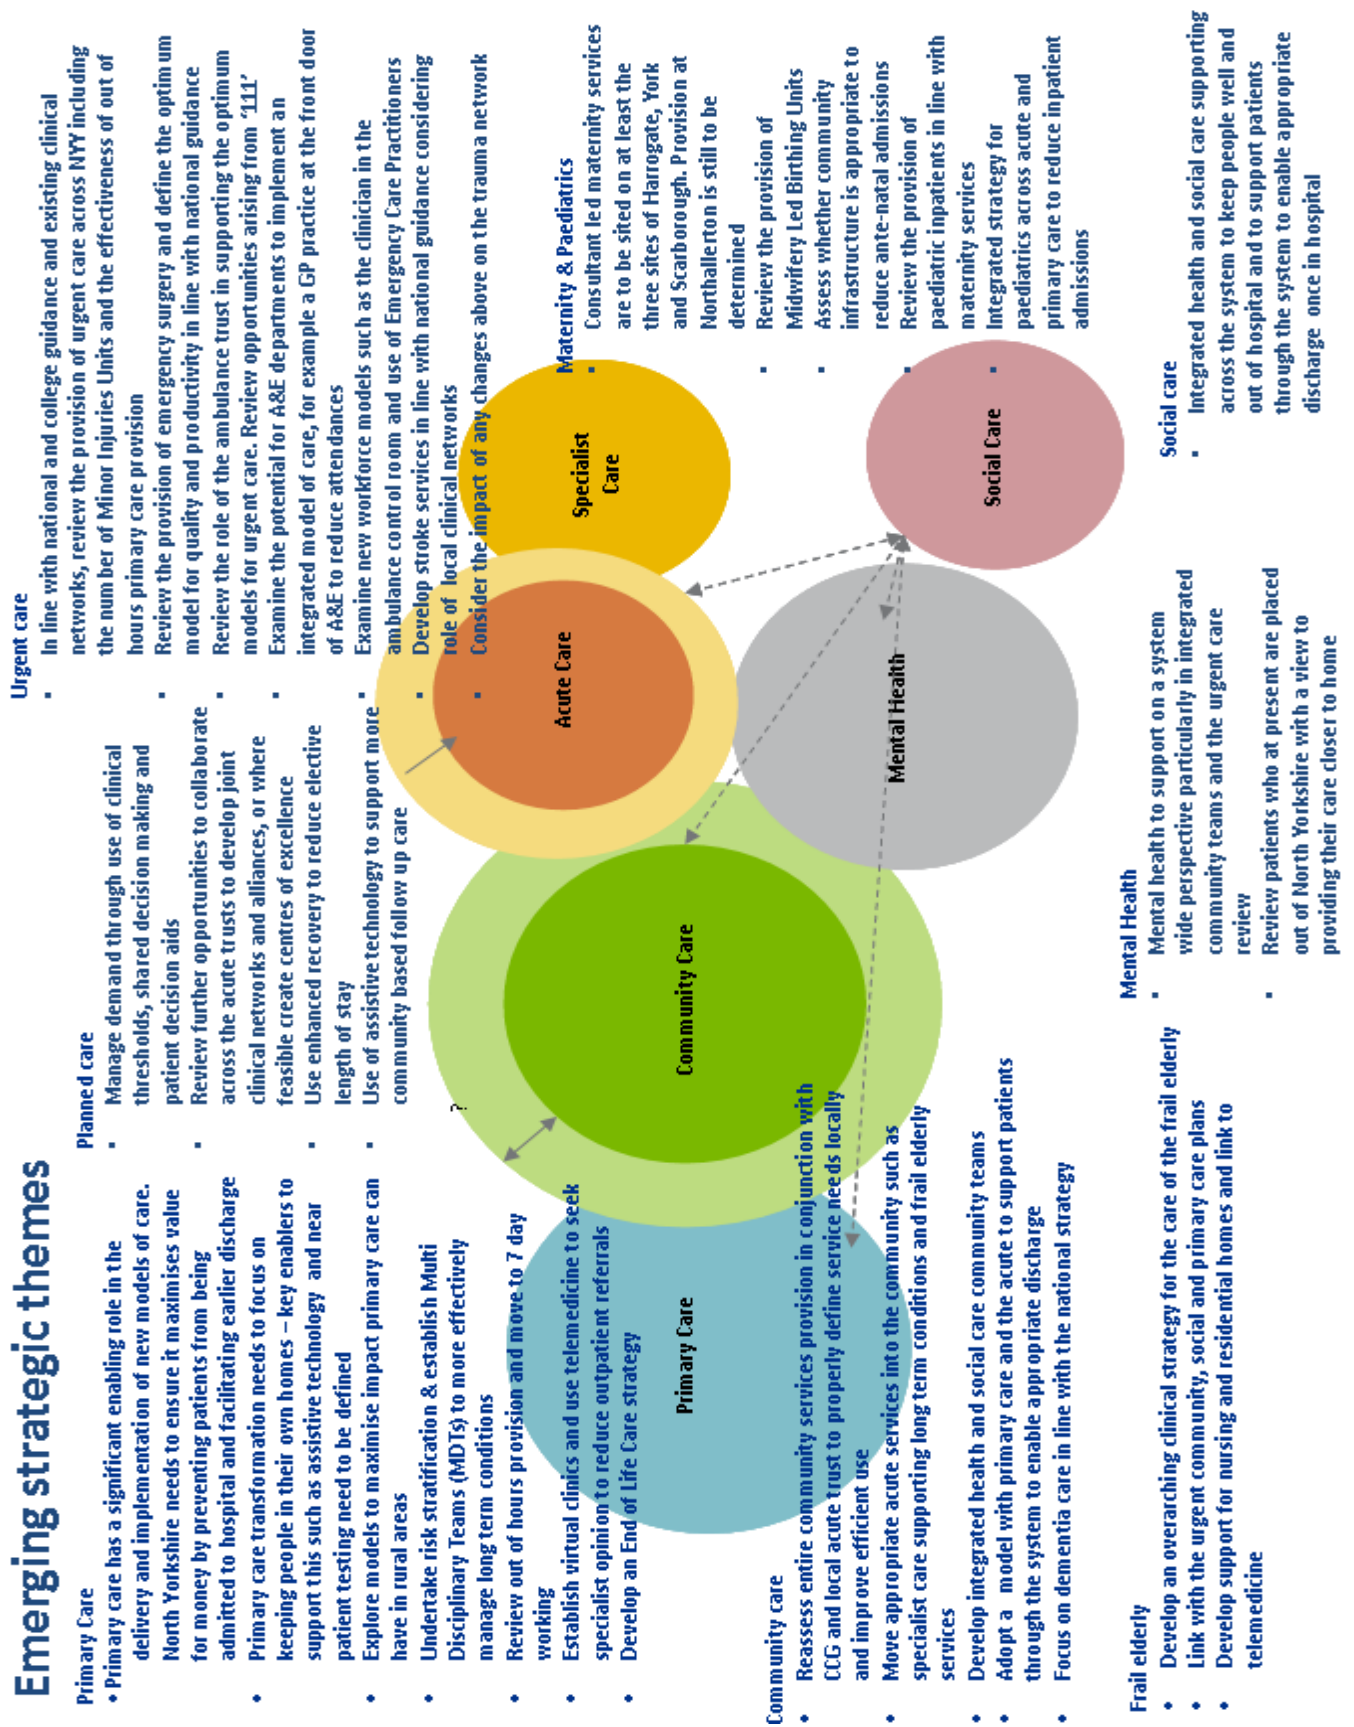 Emerging strategic themes
Primary Care
• Primary care has a significant enabling role in the
delivery and implementation of new models of care.
North Yorkshire needs to ensure it maximises value
for money by preventing patients from being
admitted to hospital and facilitating earlier discharge
• Primary care transformation needs to focus on
keeping people in their own homes – key enablers to
support this such as assistive technology and near
patient testing need to be defined
• Explore models to maximise impact primary care can
have in rural areas
• Undertake risk stratification & establish Multi
Disciplinary Teams (MDTs) to more effectively
manage long term conditions
• Review out of hours provision and move to 7 day
working
• Establish virtual clinics and use telemedicine to seek
specialist opinion to reduce outpatient referrals
• Develop an End of Life Care strategy
Planned care
▪ Manage demand through use of clinical
thresholds, shared decision making and
patient decision aids
▪ Review further opportunities to collaborate
across the acute trusts to develop joint
clinical networks and alliances, or where
feasible create centres of excellence
▪ Use enhanced recovery to reduce elective
length of stay
▪ Use of assistive technology to support more
community based follow up care
?
Urgent care
▪ In line with national and college guidance and existing clinical
networks, review the provision of urgent care across NYY including
the number of Minor Injuries Units and the effectiveness of out of
hours primary care provision
▪ Review the provision of emergency surgery and define the optimum
model for quality and productivity in line with national guidance
▪ Review the role of the ambulance trust in supporting the optimum
models for urgent care. Review opportunities arising from ‘111’
▪ Examine the potential for A&E departments to implement an
integrated model of care, for example a GP practice at the front door
of A&E to reduce attendances
▪ Examine new workforce models such as the clinician in the
ambulance control room and use of Emergency Care Practitioners
▪ Develop stroke services in line with national guidance considering
role of local clinical networks
▪ Consider the impact of any changes above on the trauma network
Maternity & Paediatrics
▪ Consultant led maternity services
are to be sited on at least the
three sites of Harrogate, York
and Scarborough. Provision at
Northallerton is still to be
determined
▪ Review the provision of
Midwifery Led Birthing Units
▪ Assess whether community
infrastructure is appropriate to
reduce ante-natal admissions
▪ Review the provision of
paediatric inpatients in line with
maternity services
▪ Integrated strategy for
paediatrics across acute and
primary care to reduce inpatient
admissions
Primary Care
Community Care
Acute Care
Specialist
Care
Mental Health
Social Care
Community care
• Reassess entire community services provision in conjunction with
CCG and local acute trust to properly define service needs locally
and improve efficient use
• Move appropriate acute services into the community such as
specialist care supporting long term conditions and frail elderly
services
• Develop integrated health and social care community teams
• Adopt a model with primary care and the acute to support patients
through the system to enable appropriate discharge
• Focus on dementia care in line with the national strategy
Frail elderly
• Develop an overarching clinical strategy for the care of the frail elderly
• Link with the urgent community, social and primary care plans
• Develop support for nursing and residential homes and link to
telemedicine
Mental Health
▪ Mental health to support on a system
wide perspective particularly in integrated
community teams and the urgent care
review
▪ Review patients who at present are placed
out of North Yorkshire with a view to
providing their care closer to home
Social care
▪ Integrated health and social care supporting
across the system to keep people well and
out of hospital and to support patients
through the system to enable appropriate
discharge once in hospital